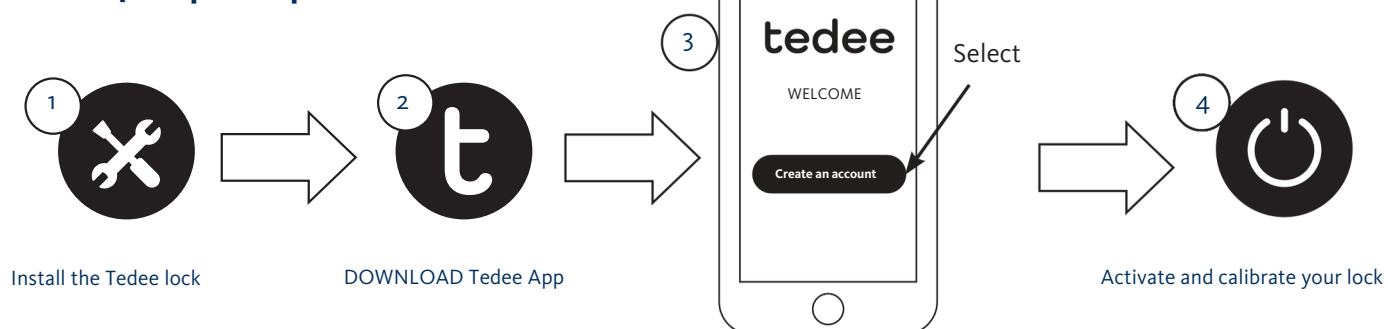 1
Install the Tedee lock
2
t
DOWNLOAD Tedee App
3
tedee
WELCOME
Create an account
Select
4
Activate and calibrate your lock